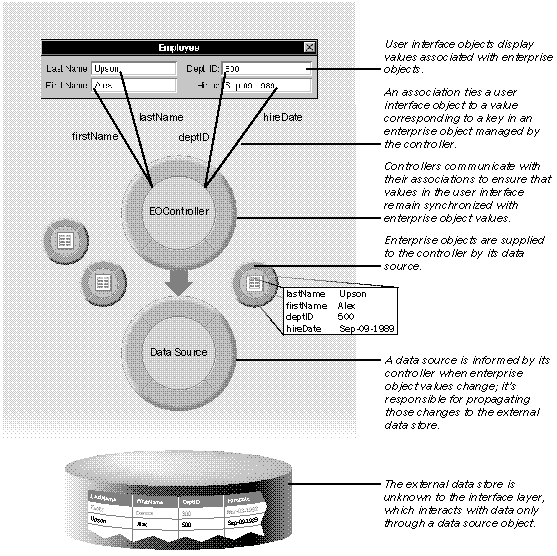 Employee
User interface objects display
values associated with enterprise
objects.
Last Name Upson Dept ID: 500
First Name Alex Hire Sep-09-1989
An association ties a user
interface object to a value
corresponding to a key in an
enterprise object managed by
the controller.
lastName hireDate
firstName deptID
Controllers communicate with
their associations to ensure that
values in the user interface
remain synchronized with
enterprise object values.
EOController
Enterprise objects are supplied
to the controller by its data
source.
lastName Upson
firstName Alex
deptID 500
hireDate Sep-09-1989
Data Source
A data source is informed by its
controller when enterprise
object values change; it's
responsible for propagating
those changes to the external
data store.
LastName FirstName DeptID HireDate
500
Upson Alex 500 Sep-09-1989
The external data store is
unknown to the interface layer,
which interacts with data only
through a data source object.